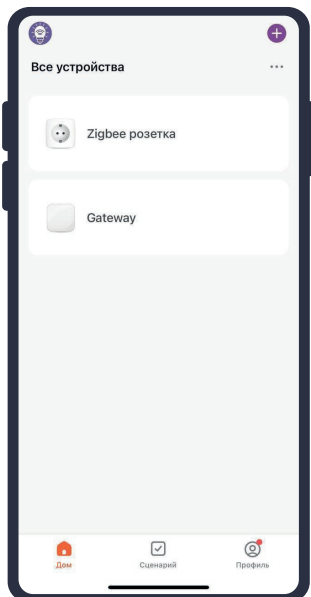 Все устройства
Zigbee розетка
Gateway
Дом
Сценарий
Профиль